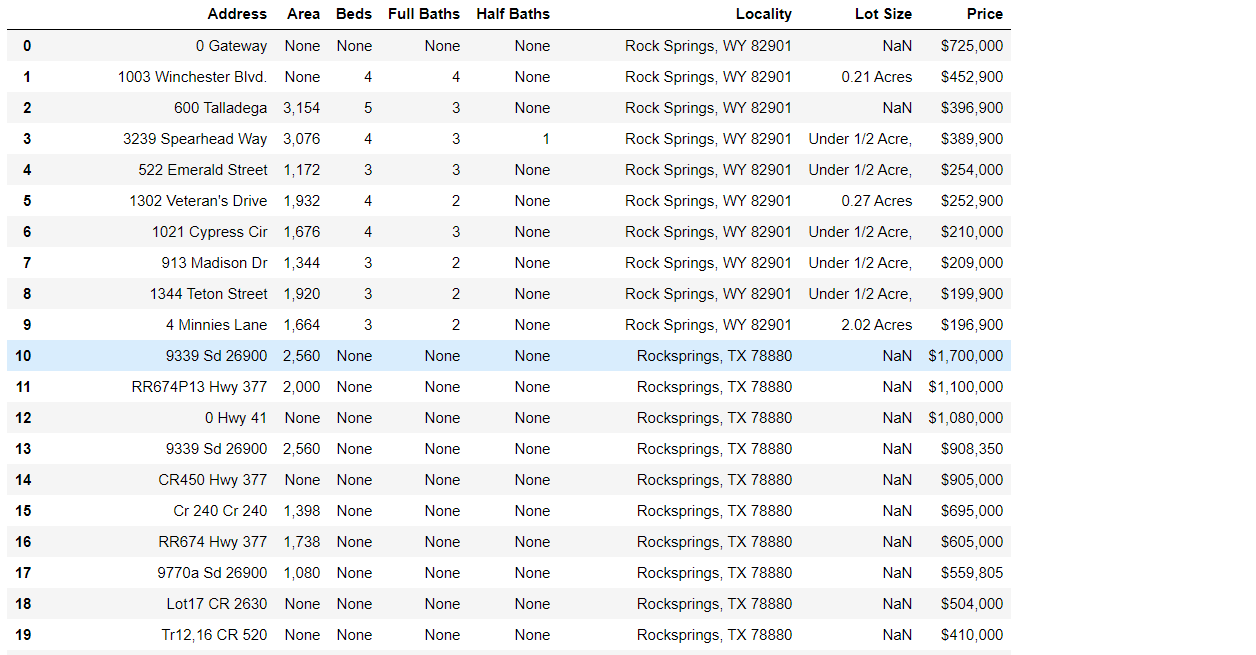 Address Area Beds Full Baths Half Baths Locality Lot Size Price
0 0 Gateway None None None None Rock Springs, WY 82901 NaN $725,000
1 1003 Winchester Blvd. None 4 4 None Rock Springs, WY 82901 0.21 Acres $452,900
2 600 Talladega 3,154 5 3 None Rock Springs, WY 82901 NaN $396,900
3 3239 Spearhead Way 3,076 4 3 1 Rock Springs, WY 82901 Under 1/2 Acre, $389,900
4 522 Emerald Street 1,172 3 3 None Rock Springs, WY 82901 Under 1/2 Acre, $254,000
5 1302 Veteran's Drive 1,932 4 2 None Rock Springs, WY 82901 0.27 Acres $252,900
6 1021 Cypress Cir 1,676 4 3 None Rock Springs, WY 82901 Under 1/2 Acre, $210,000
7 913 Madison Dr 1,344 3 2 None Rock Springs, WY 82901 Under 1/2 Acre, $209,000
8 1344 Teton Street 1,920 3 2 None Rock Springs, WY 82901 Under 1/2 Acre, $199,900
9 4 Minnies Lane 1,664 3 2 None Rock Springs, WY 82901 2.02 Acres $196,900
10 9339 Sd 26900 2,560 None None None Rocksprings, TX 78880 NaN $1,700,000
11 RR674P13 Hwy 377 2,000 None None None Rocksprings, TX 78880 NaN $1,100,000
12 0 Hwy 41 None None None None Rocksprings, TX 78880 NaN $1,080,000
13 9339 Sd 26900 2,560 None None None Rocksprings, TX 78880 NaN $908,350
14 CR450 Hwy 377 None None None None Rocksprings, TX 78880 NaN $905,000
15 Cr 240 Cr 240 1,398 None None None Rocksprings, TX 78880 NaN $695,000
16 RR674 Hwy 377 1,738 None None None Rocksprings, TX 78880 NaN $605,000
17 9770a Sd 26900 1,080 None None None Rocksprings, TX 78880 NaN $559,805
18 Lot17 CR 2630 None None None None Rocksprings, TX 78880 NaN $504,000
19 Tr12,16 CR 520 None None None None Rocksprings, TX 78880 NaN $410,000